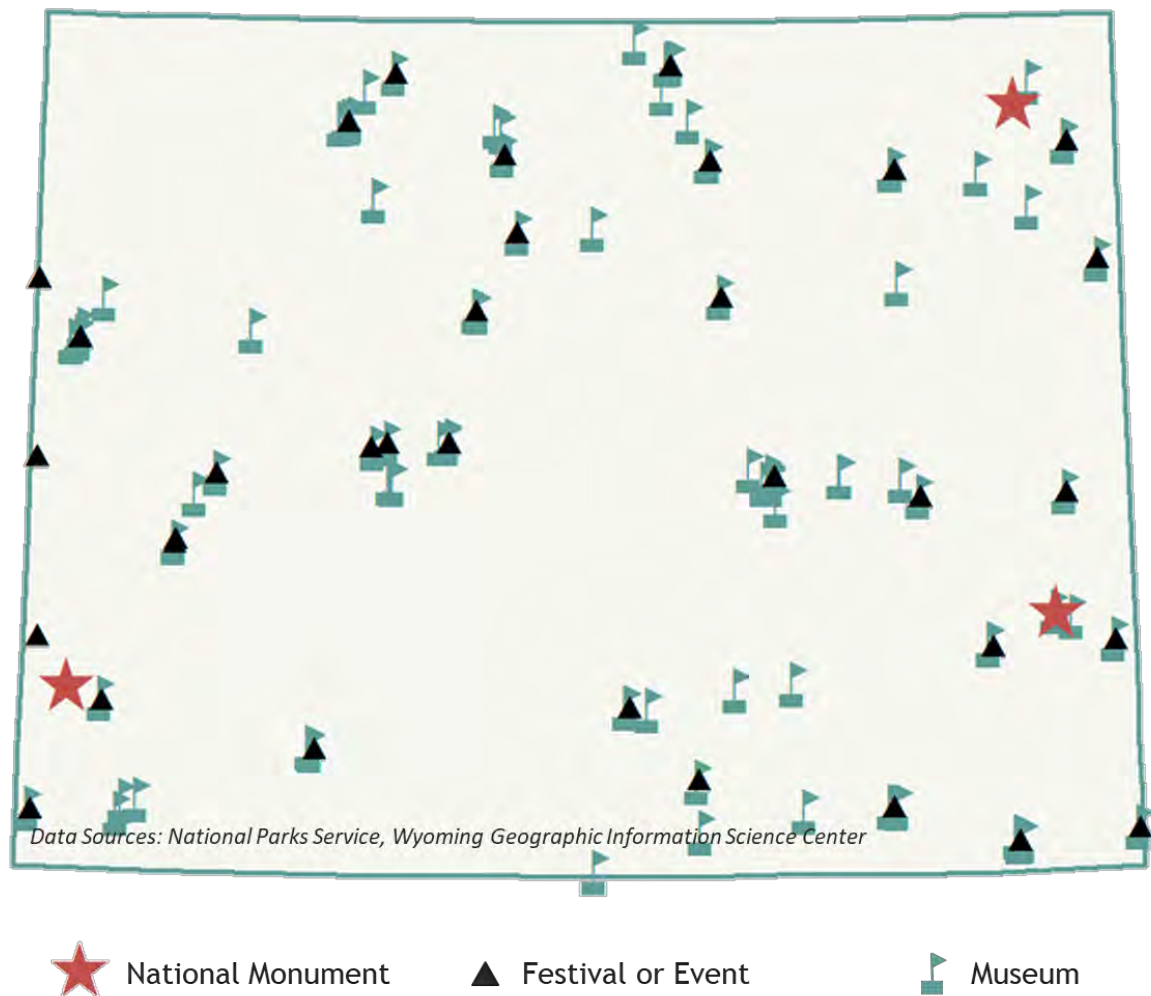 Data Sources: National Parks Service, Wyoming Geographic Information Science Center
National Monument
Festival or Event
Museum